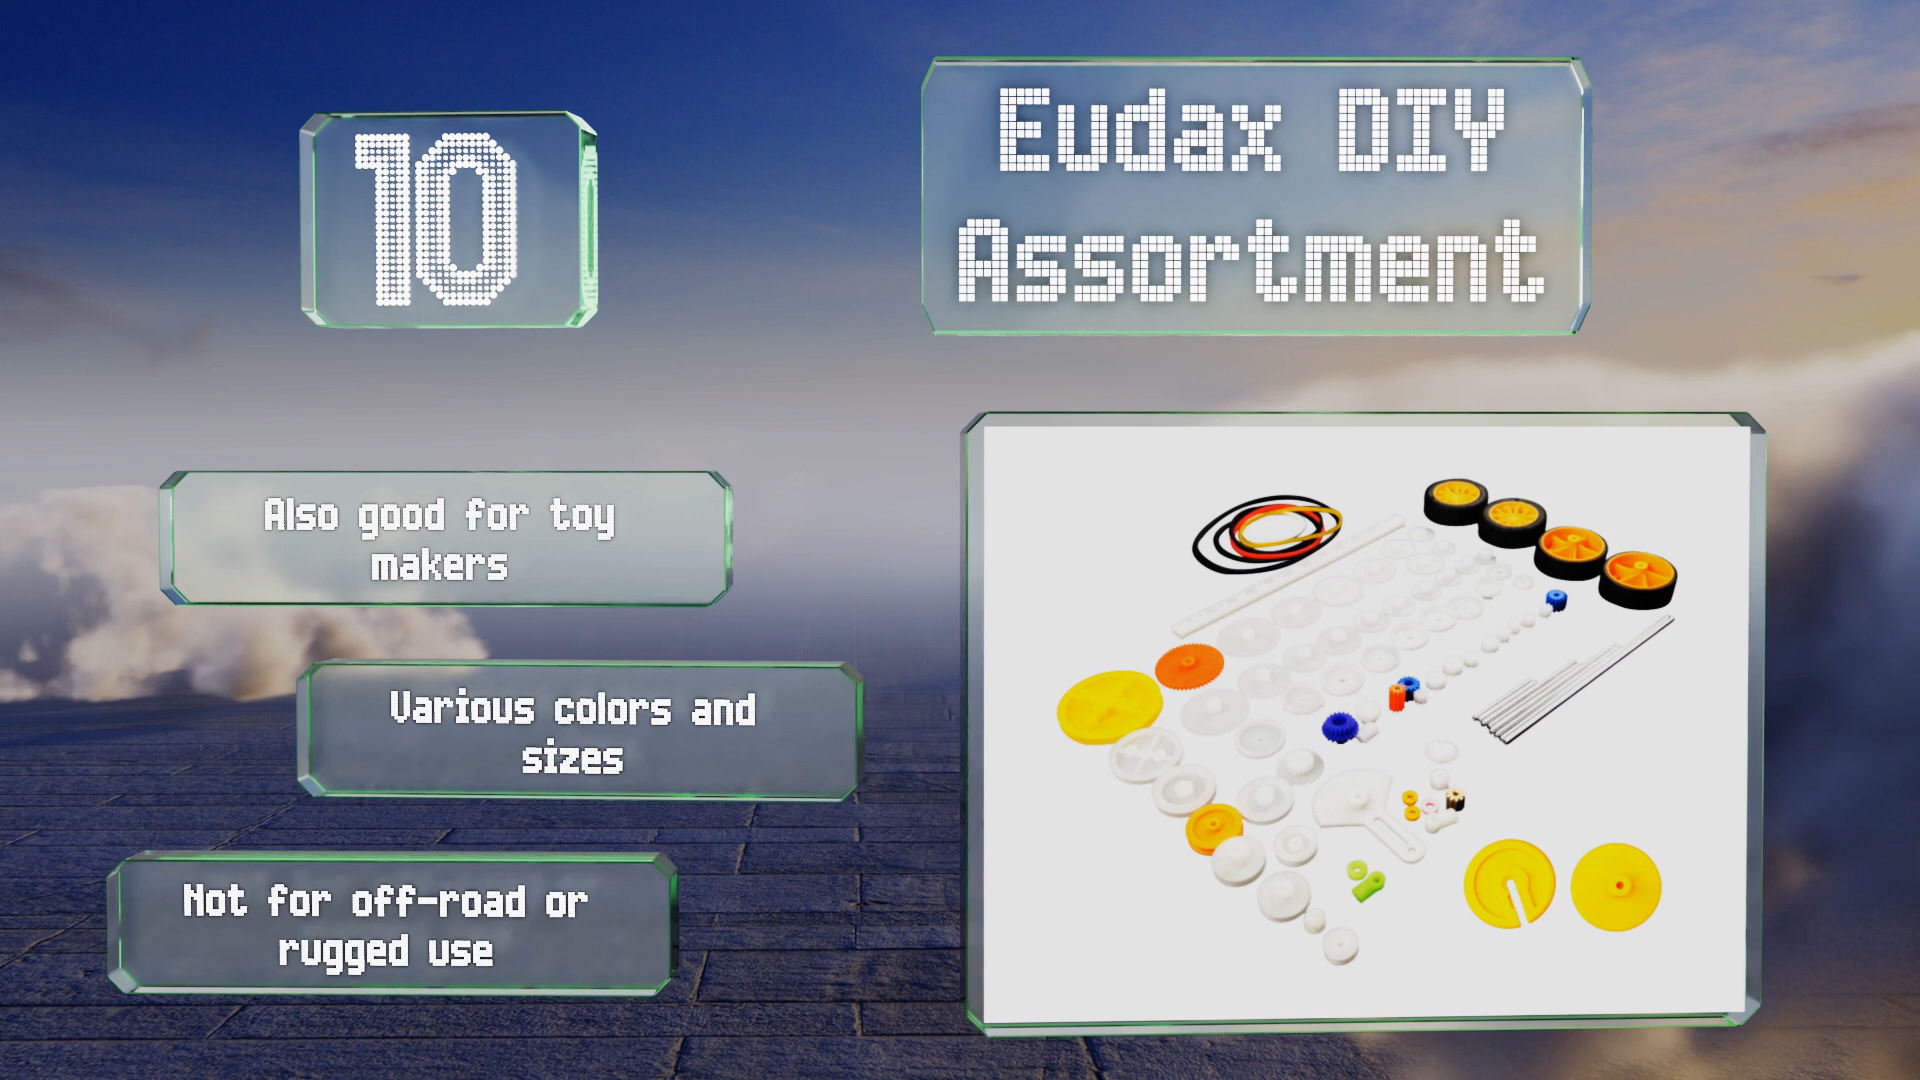 10
Eudax DIY
Assortment
Also good for toy
makers
Various colors and
sizes
Not for off-road or
rugged use